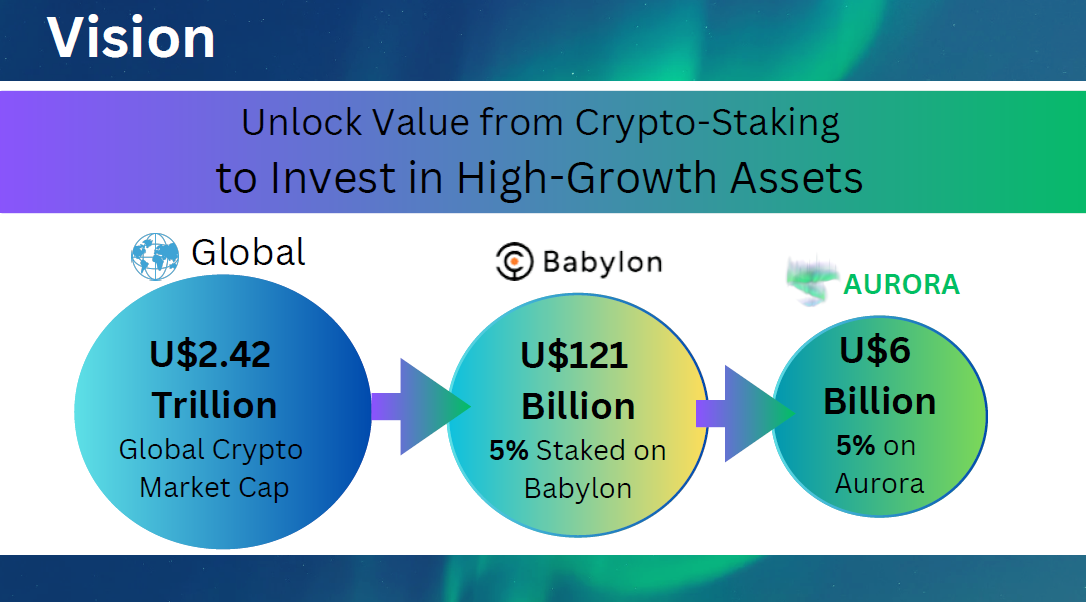 Vision
Unlock Value from Crypto-Staking
to Invest in High-Growth Assets
Global
U$2.42
Trillion
Global Crypto
Market Cap
Babylon
U$121
Billion
5% Staked on
Babylon
AURORA
U$6
Billion
5% on
Aurora